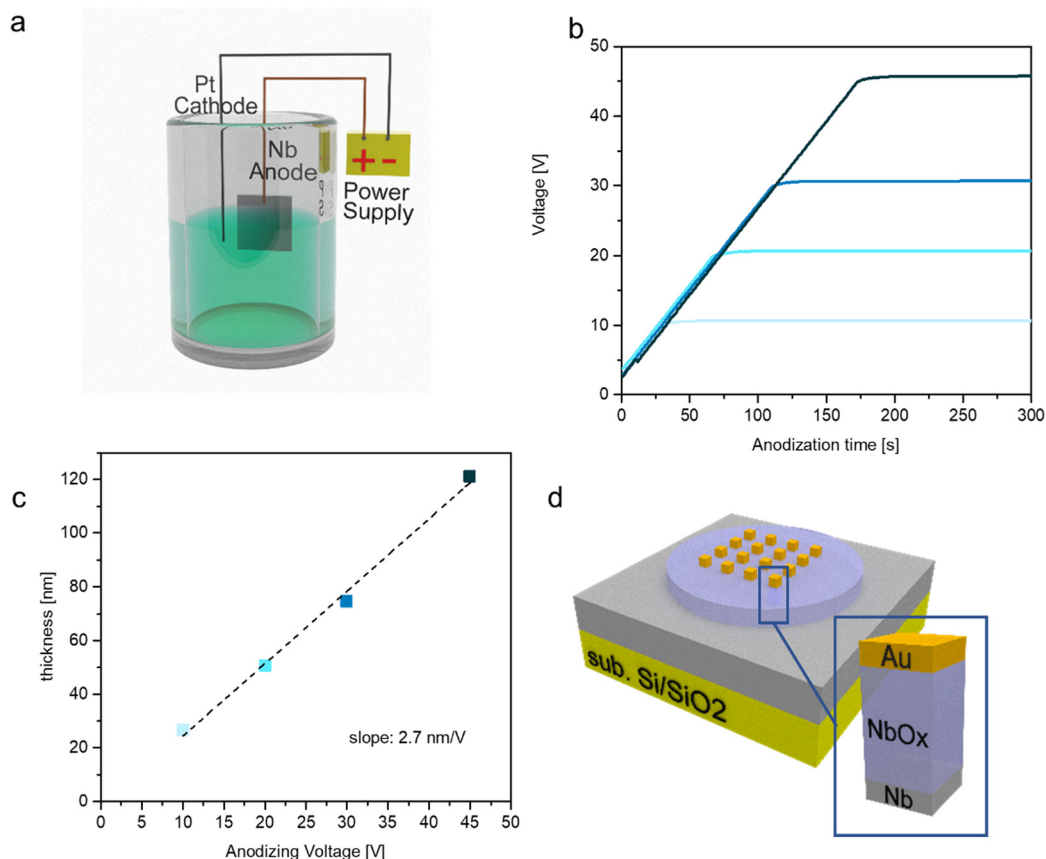 a
Pt
Cathode
Nb
Anode
+ -
Power
Supply
b
Voltage [V]
50
40
30
20
10
0
0 50 100 150 200 250 300
Anodization time [s]
c
thickness [nm]
120
100
80
60
40
20
0
slope: 2.7 nm/V
0 5 10 15 20 25 30 35 40 45 50
Anodizing Voltage [V]
d
sub. Si/SiO2
Au
NbOx
Nb